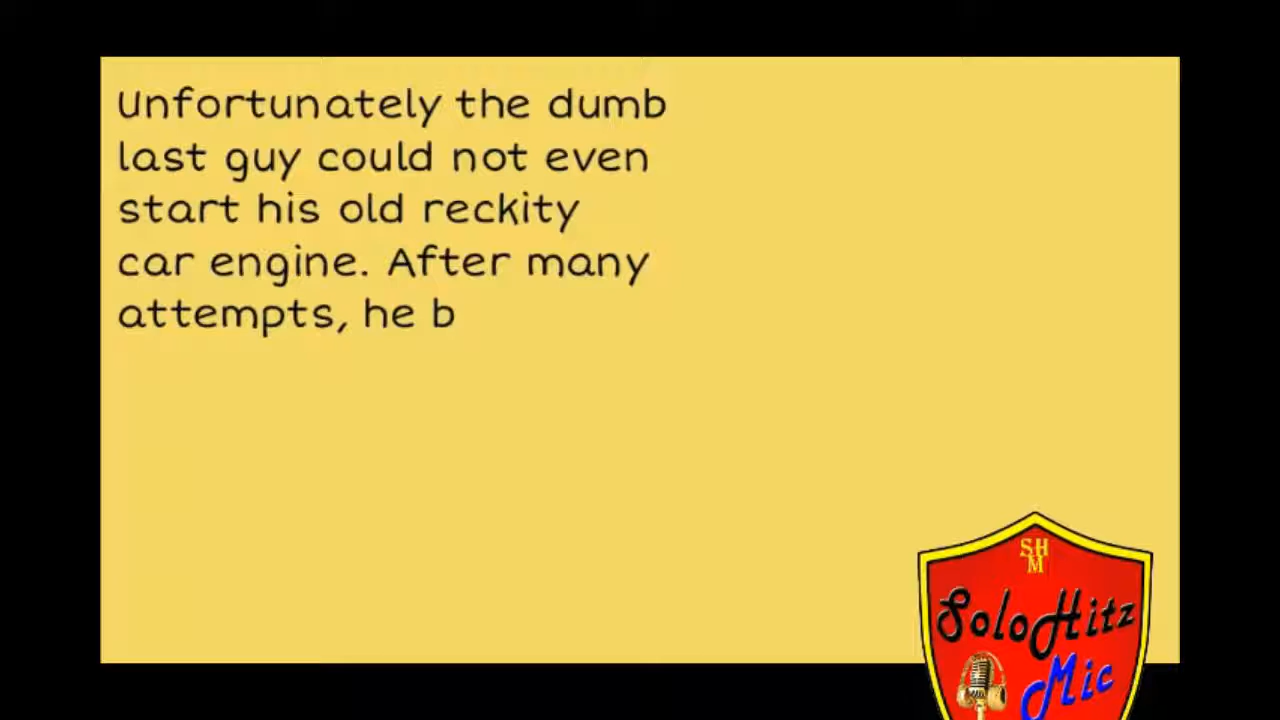 Unfortunately the dumb
last guy could not even
start his old reckity
car engine. After many
attempts, he b
SHM
SoloHitz
Mic